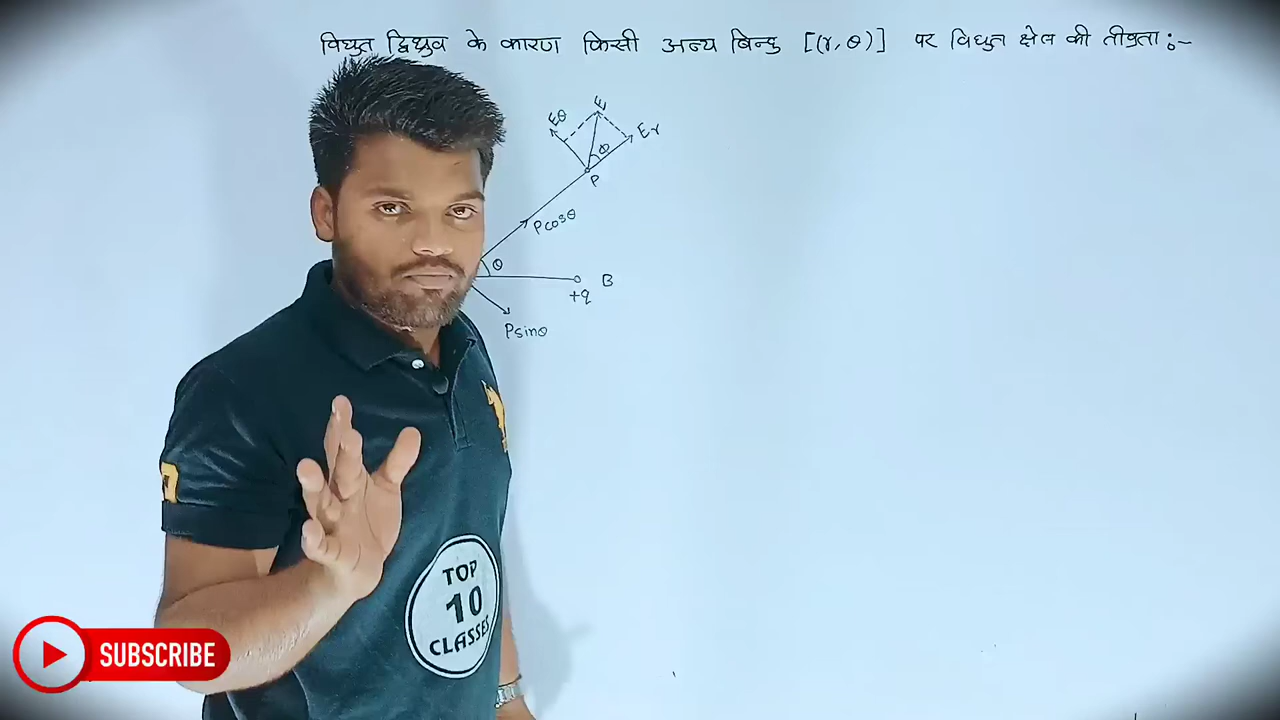 विद्युत द्विध्रुव के कारण किसी अन्य बिन्दु [(r, θ)] पर विद्युत क्षेत्र की तीव्रता :-
Eθ
E
Er
Φ
P
Pcosθ
θ
B
+q
Psinθ
TOP
10
CLASSES
SUBSCRIBE